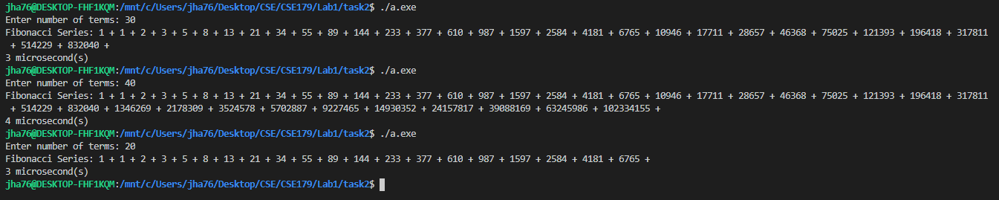 jha76@DESKTOP-FHF1KQM:/mnt/c/Users/jha76/Desktop/CSE/CSE179/Lab1/task2$ ./a.exe
Enter number of terms: 30
Fibonacci Series: 1 + 1 + 2 + 3 + 5 + 8 + 13 + 21 + 34 + 55 + 89 + 144 + 233 + 377 + 610 + 987 + 1597 + 2584 + 4181 + 6765 + 10946 + 17711 + 28657 + 46368 + 75025 + 121393 + 196418 + 317811
 + 514229 + 832040 +
3 microsecond(s)
jha76@DESKTOP-FHF1KQM:/mnt/c/Users/jha76/Desktop/CSE/CSE179/Lab1/task2$ ./a.exe
Enter number of terms: 40
Fibonacci Series: 1 + 1 + 2 + 3 + 5 + 8 + 13 + 21 + 34 + 55 + 89 + 144 + 233 + 377 + 610 + 987 + 1597 + 2584 + 4181 + 6765 + 10946 + 17711 + 28657 + 46368 + 75025 + 121393 + 196418 + 317811
 + 514229 + 832040 + 1346269 + 2178309 + 3524578 + 5702887 + 9227465 + 14930352 + 24157817 + 39088169 + 63245986 + 102334155 +
4 microsecond(s)
jha76@DESKTOP-FHF1KQM:/mnt/c/Users/jha76/Desktop/CSE/CSE179/Lab1/task2$ ./a.exe
Enter number of terms: 20
Fibonacci Series: 1 + 1 + 2 + 3 + 5 + 8 + 13 + 21 + 34 + 55 + 89 + 144 + 233 + 377 + 610 + 987 + 1597 + 2584 + 4181 + 6765 +
3 microsecond(s)
jha76@DESKTOP-FHF1KQM:/mnt/c/Users/jha76/Desktop/CSE/CSE179/Lab1/task2$